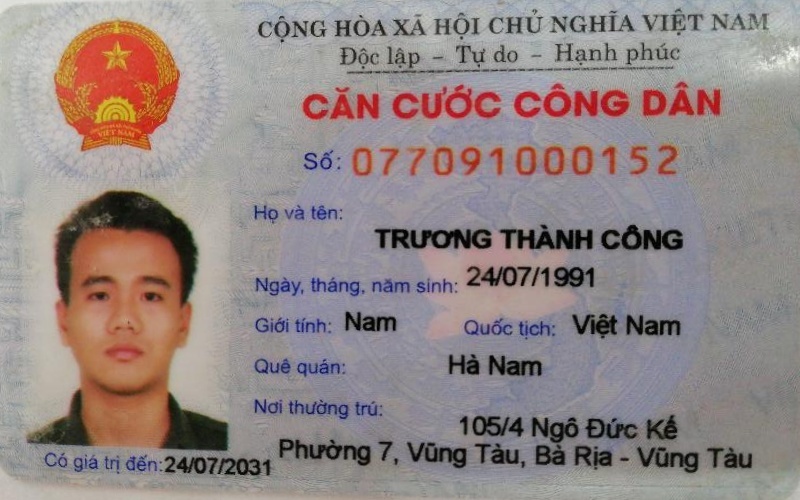 CỘNG HÒA XÃ HỘI CHỦ NGHĨA VIỆT NAM
Độc lập - Tự do - Hạnh phúc
CĂN CƯỚC CÔNG DÂN
Số: 077091000152
Họ và tên:
TRƯƠNG THÀNH CÔNG
Ngày, tháng, năm sinh: 24/07/1991
Giới tính: Nam Quốc tịch: Việt Nam
Quê quán: Hà Nam
Nơi thường trú:
105/4 Ngô Đức Kế
Phường 7, Vũng Tàu, Bà Rịa - Vũng Tàu
Có giá trị đến: 24/07/2031
VIỆT NAM